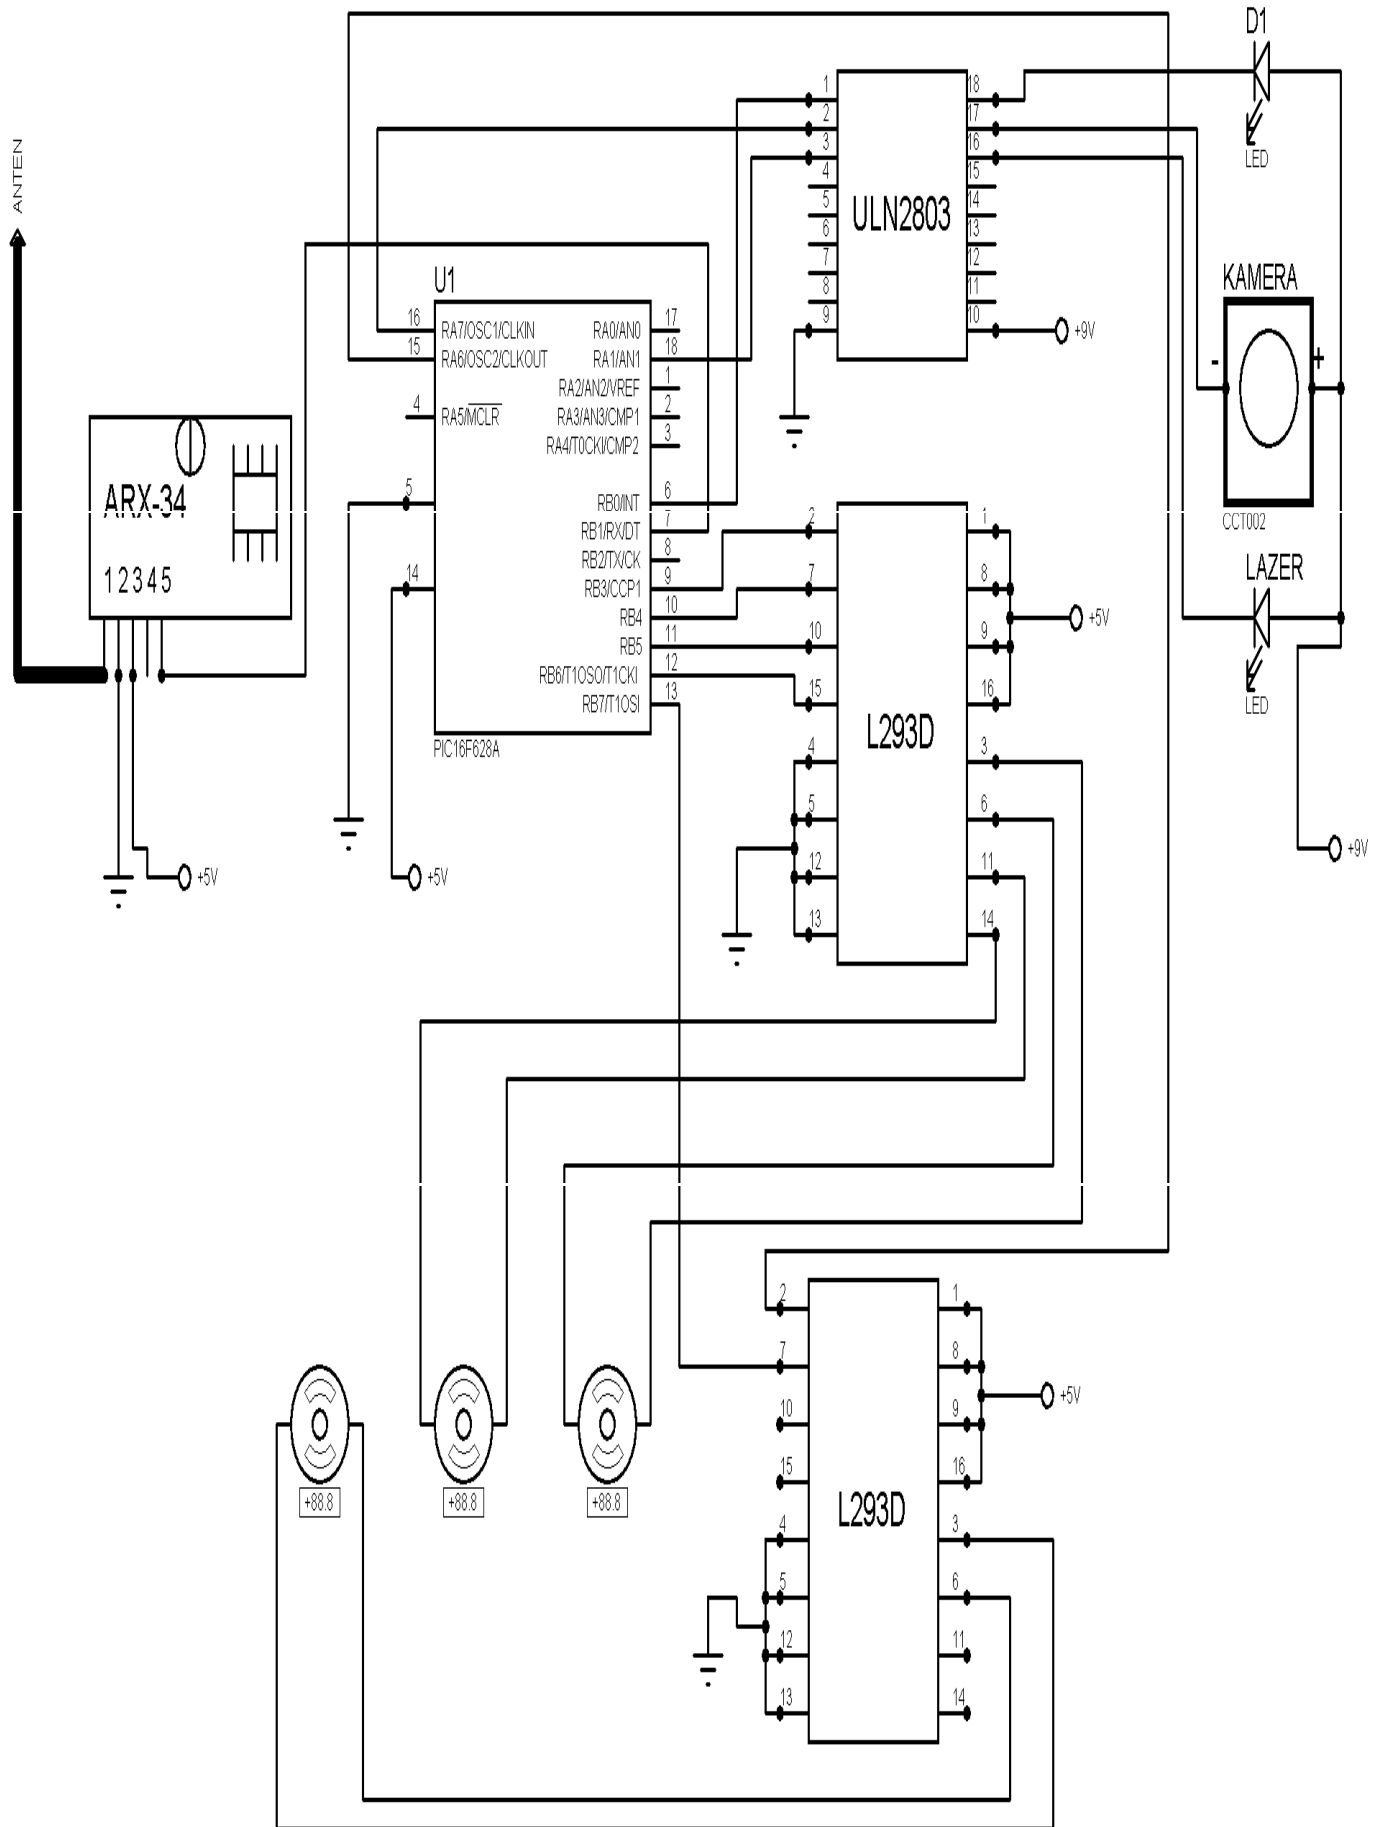 D1
LED
ANTEN
1
2
3
4
5
6
7
8
9
ULN2803
18
17
16
15
14
13
12
11
10
+9V
KAMERA
- +
CCT002
LAZER
LED
+9V
U1
16 RA7/OSC1/CLKIN
15 RA6/OSC2/CLKOUT
4 RA5/MCLR
5
14
RA0/AN0 17
RA1/AN1 18
RA2/AN2/VREF 1
RA3/AN3/CMP1 2
RA4/T0CKI/CMP2 3
RB0/INT 6
RB1/RX/DT 7
RB2/TX/CK 8
RB3/CCP1 9
RB4 10
RB5 11
RB6/T1OSO/T1CKI 12
RB7/T1OSI 13
PIC16F628A
ARX-34
1 2 3 4 5
+5V
+5V
2
7
10
15
4
5
12
13
L293D
1
8
9
16
3
6
11
14
+5V
2
7
10
15
4
5
12
13
L293D
1
8
9
16
3
6
11
14
+5V
+88.8
+88.8
+88.8